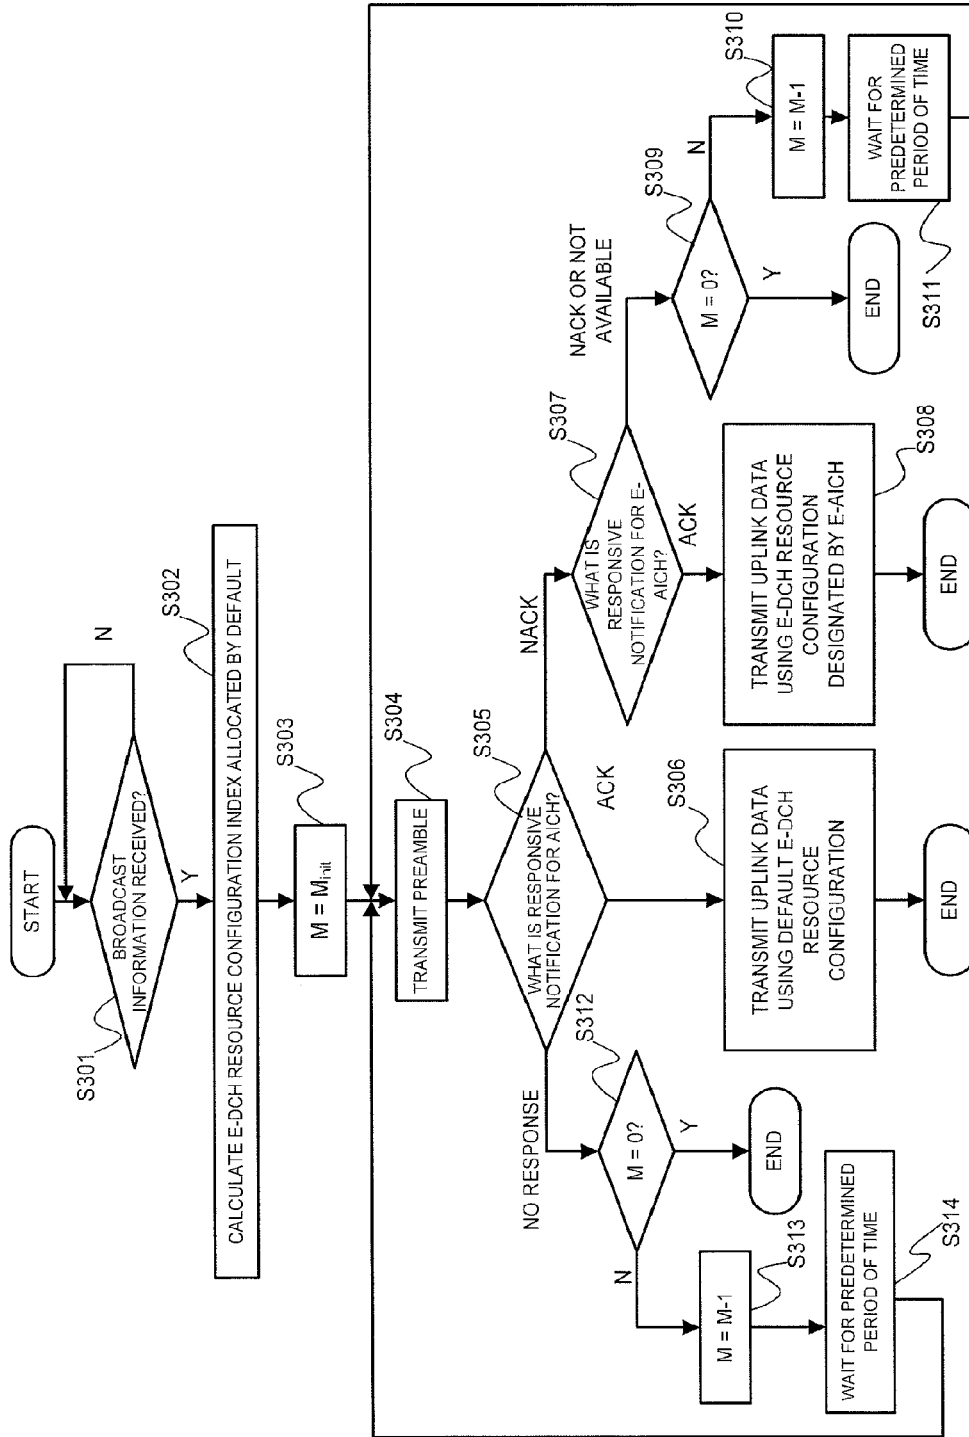 START
BROADCAST
INFORMATION RECEIVED?
N
S301
Y
S302
CALCULATE E-DCH RESOURCE CONFIGURATION INDEX ALLOCATED BY DEFAULT
S303
M = Minit
S304
TRANSMIT PREAMBLE
S305
WHAT IS RESPONSIVE
NOTIFICATION FOR AICH?
NO RESPONSE
ACK
NACK
S312
M = 0?
N
Y
END
S313
M = M-1
WAIT FOR PREDETERMINED
PERIOD OF TIME
S314
S306
TRANSMIT UPLINK DATA
USING DEFAULT E-DCH
RESOURCE
CONFIGURATION
END
S307
WHAT IS
RESPONSIVE
NOTIFICATION FOR E-
AICH?
ACK
NACK OR NOT
AVAILABLE
TRANSMIT UPLINK DATA
USING E-DCH RESOURCE
CONFIGURATION
DESIGNATED BY E-AICH
S308
END
S309
M = 0?
N
Y
END
S310
M = M-1
WAIT FOR
PREDETERMINED
PERIOD OF TIME
S311